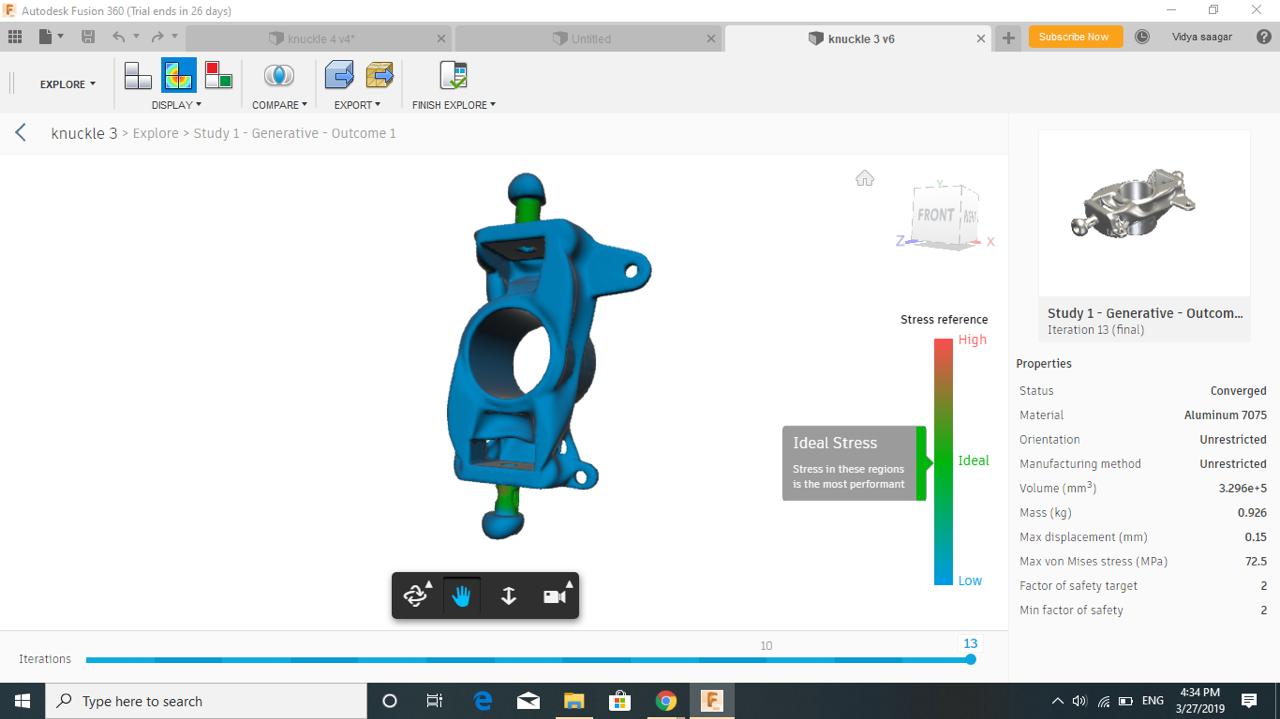 Autodesk Fusion 360 (Trial ends in 26 days)
knuckle 4 v4*
Untitled
knuckle 3 v6
Subscribe Now
Vidya saagar
EXPLORE
DISPLAY
COMPARE
EXPORT
FINISH EXPLORE
knuckle 3 > Explore > Study 1 - Generative - Outcome 1
Y
FRONT
Z
X
Stress reference
High
Ideal
Low
Ideal Stress
Stress in these regions
is the most performant
Study 1 - Generative - Outcom...
Iteration 13 (final)
Properties
Status Converged
Material Aluminum 7075
Orientation Unrestricted
Manufacturing method Unrestricted
Volume (mm3) 3.296e+5
Mass (kg) 0.926
Max displacement (mm) 0.15
Max von Mises stress (MPa) 72.5
Factor of safety target 2
Min factor of safety 2
10
13
Iterations
Type here to search
ENG
4:34 PM
3/27/2019